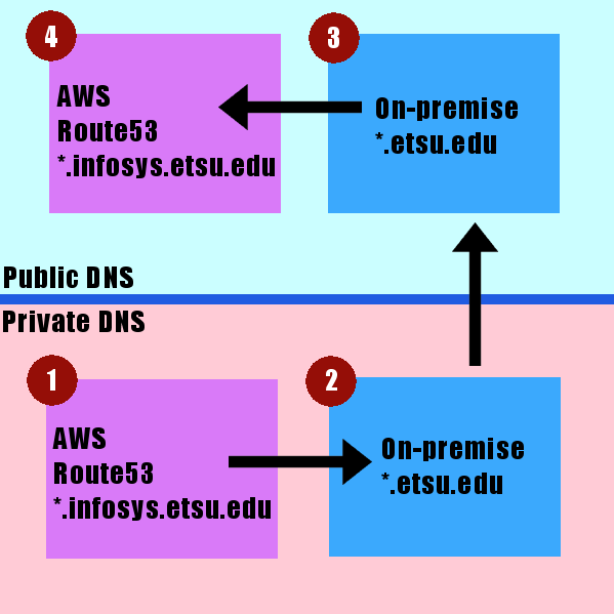 4
AWS
Route53
*.infosys.etsu.edu
3
On-premise
*.etsu.edu
Public DNS
Private DNS
1
AWS
Route53
*.infosys.etsu.edu
2
On-premise
*.etsu.edu